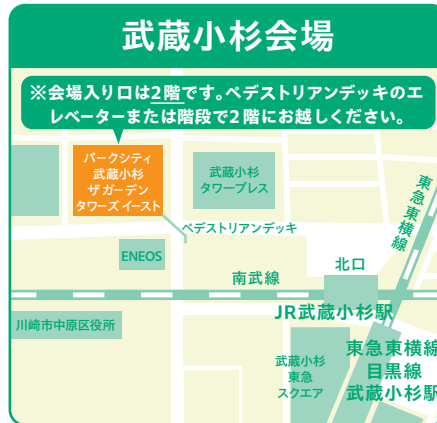 武蔵小杉会場
※会場入り口は2階です。ペデストリアンデッキのエ
レベーターまたは階段で2階にお越しください。
パークシティ
武蔵小杉
ザ ガーデン
タワーズ イースト
武蔵小杉
タワープレス
東急東横線
ペデストリアンデッキ
ENEOS
北口
南武線
JR武蔵小杉駅
川崎市中原区役所
武蔵小杉
東急
スクエア
東急東横線
目黒線
武蔵小杉駅